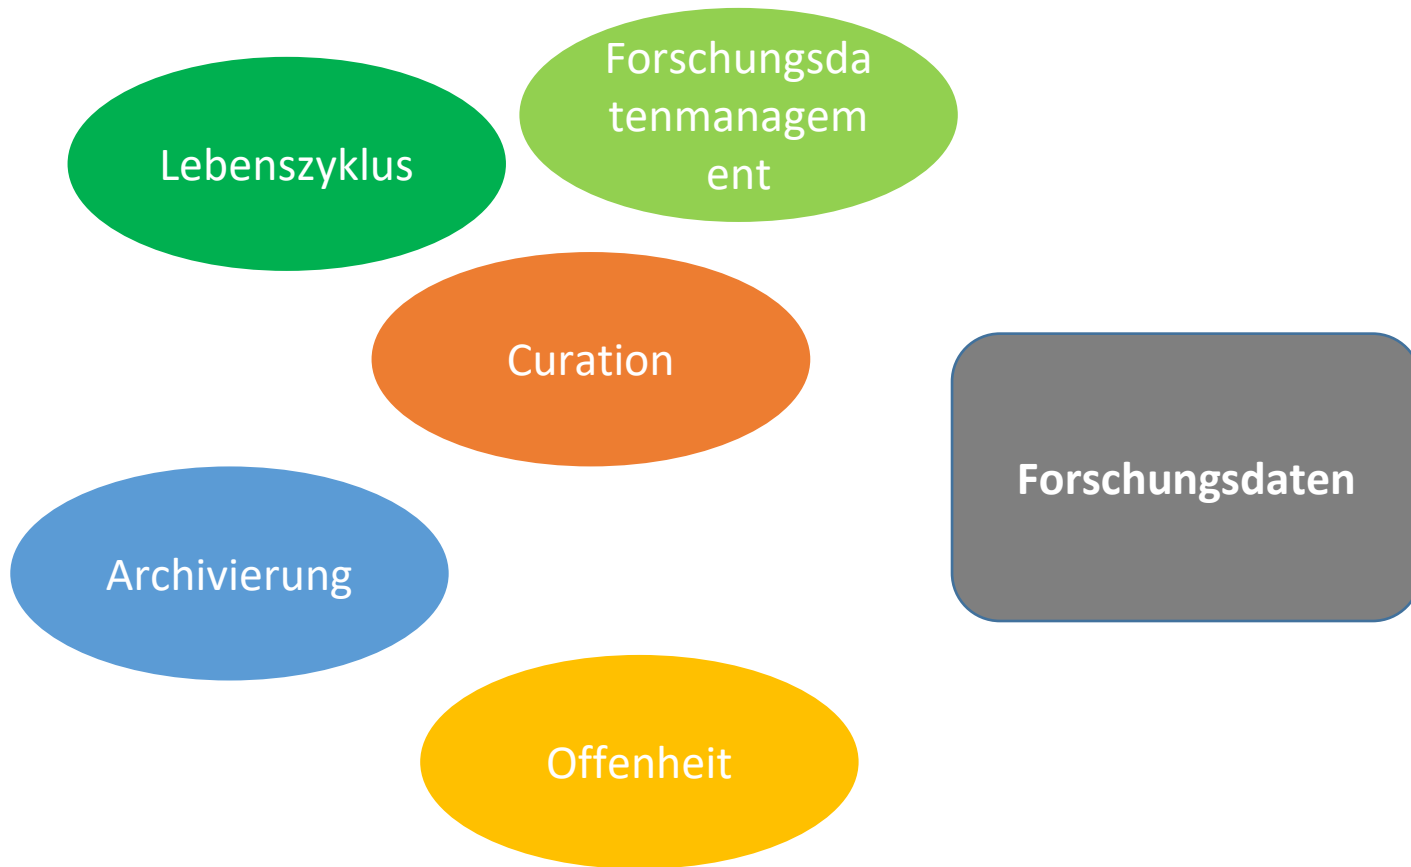 Forschungsda
tenmanagem
ent
Lebenszyklus
Curation
Forschungsdaten
Archivierung
Offenheit